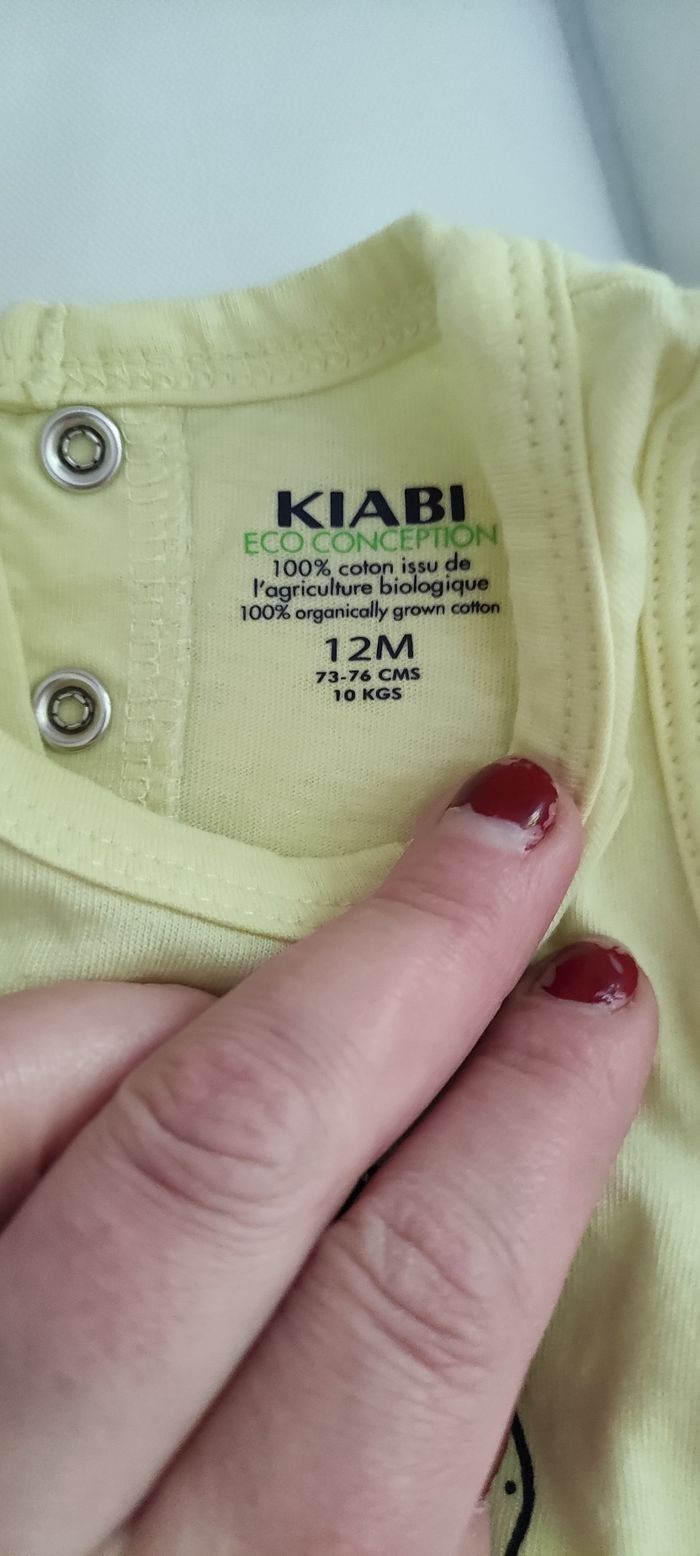 KIABI
ECO CONCEPTION
100% coton issu de
l'agriculture biologique
100% organically grown cotton
12M
73-76 CMS
10 KGS